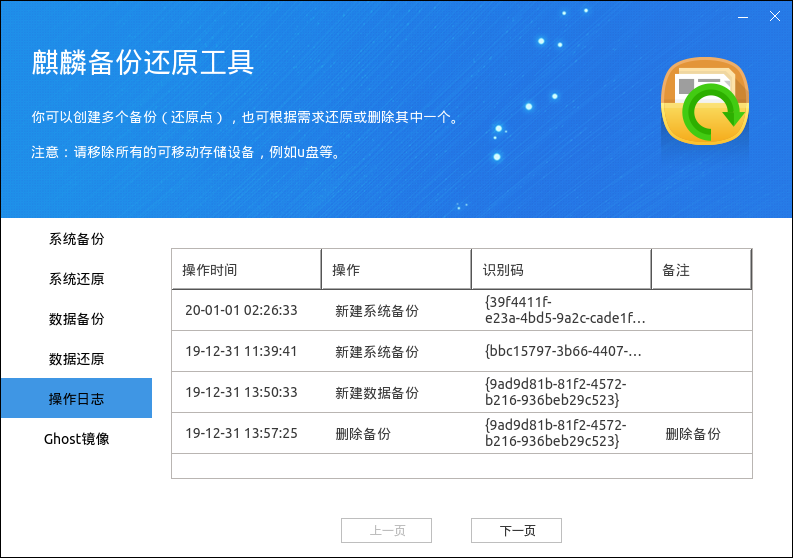 麒麟备份还原工具
你可以创建多个备份（还原点），也可根据需求还原或删除其中一个。
注意：请移除所有的可移动存储设备，例如u盘等。
系统备份
系统还原
数据备份
数据还原
操作日志
Ghost镜像
操作时间 操作 识别码 备注
20-01-01 02:26:33 新建系统备份 {39f4411f-
e23a-4bd5-9a2c-cade1f…
19-12-31 11:39:41 新建系统备份 {bbc15797-3b66-4407-…
19-12-31 13:50:33 新建数据备份 {9ad9d81b-81f2-4572-
b216-936beb29c523}
19-12-31 13:57:25 删除备份 {9ad9d81b-81f2-4572- 删除备份
b216-936beb29c523}
上一页 下一页